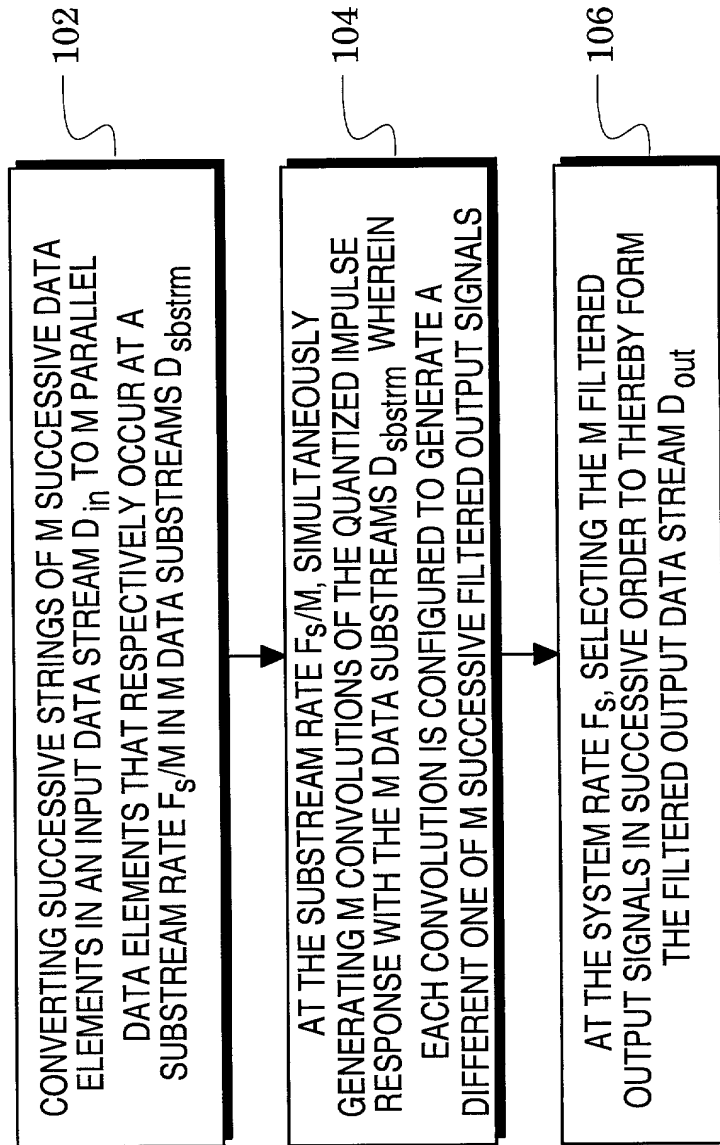 102
CONVERTING SUCCESSIVE STRINGS OF M SUCCESSIVE DATA
ELEMENTS IN AN INPUT DATA STREAM Din TO M PARALLEL
DATA ELEMENTS THAT RESPECTIVELY OCCUR AT A
SUBSTREAM RATE FS/M IN M DATA SUBSTREAMS Dsbstrm
104
AT THE SUBSTREAM RATE FS/M, SIMULTANEOUSLY
GENERATING M CONVOLUTIONS OF THE QUANTIZED IMPULSE
RESPONSE WITH THE M DATA SUBSTREAMS Dsbstrm WHEREIN
EACH CONVOLUTION IS CONFIGURED TO GENERATE A
DIFFERENT ONE OF M SUCCESSIVE FILTERED OUTPUT SIGNALS
106
AT THE SYSTEM RATE FS, SELECTING THE M FILTERED
OUTPUT SIGNALS IN SUCCESSIVE ORDER TO THEREBY FORM
THE FILTERED OUTPUT DATA STREAM Dout